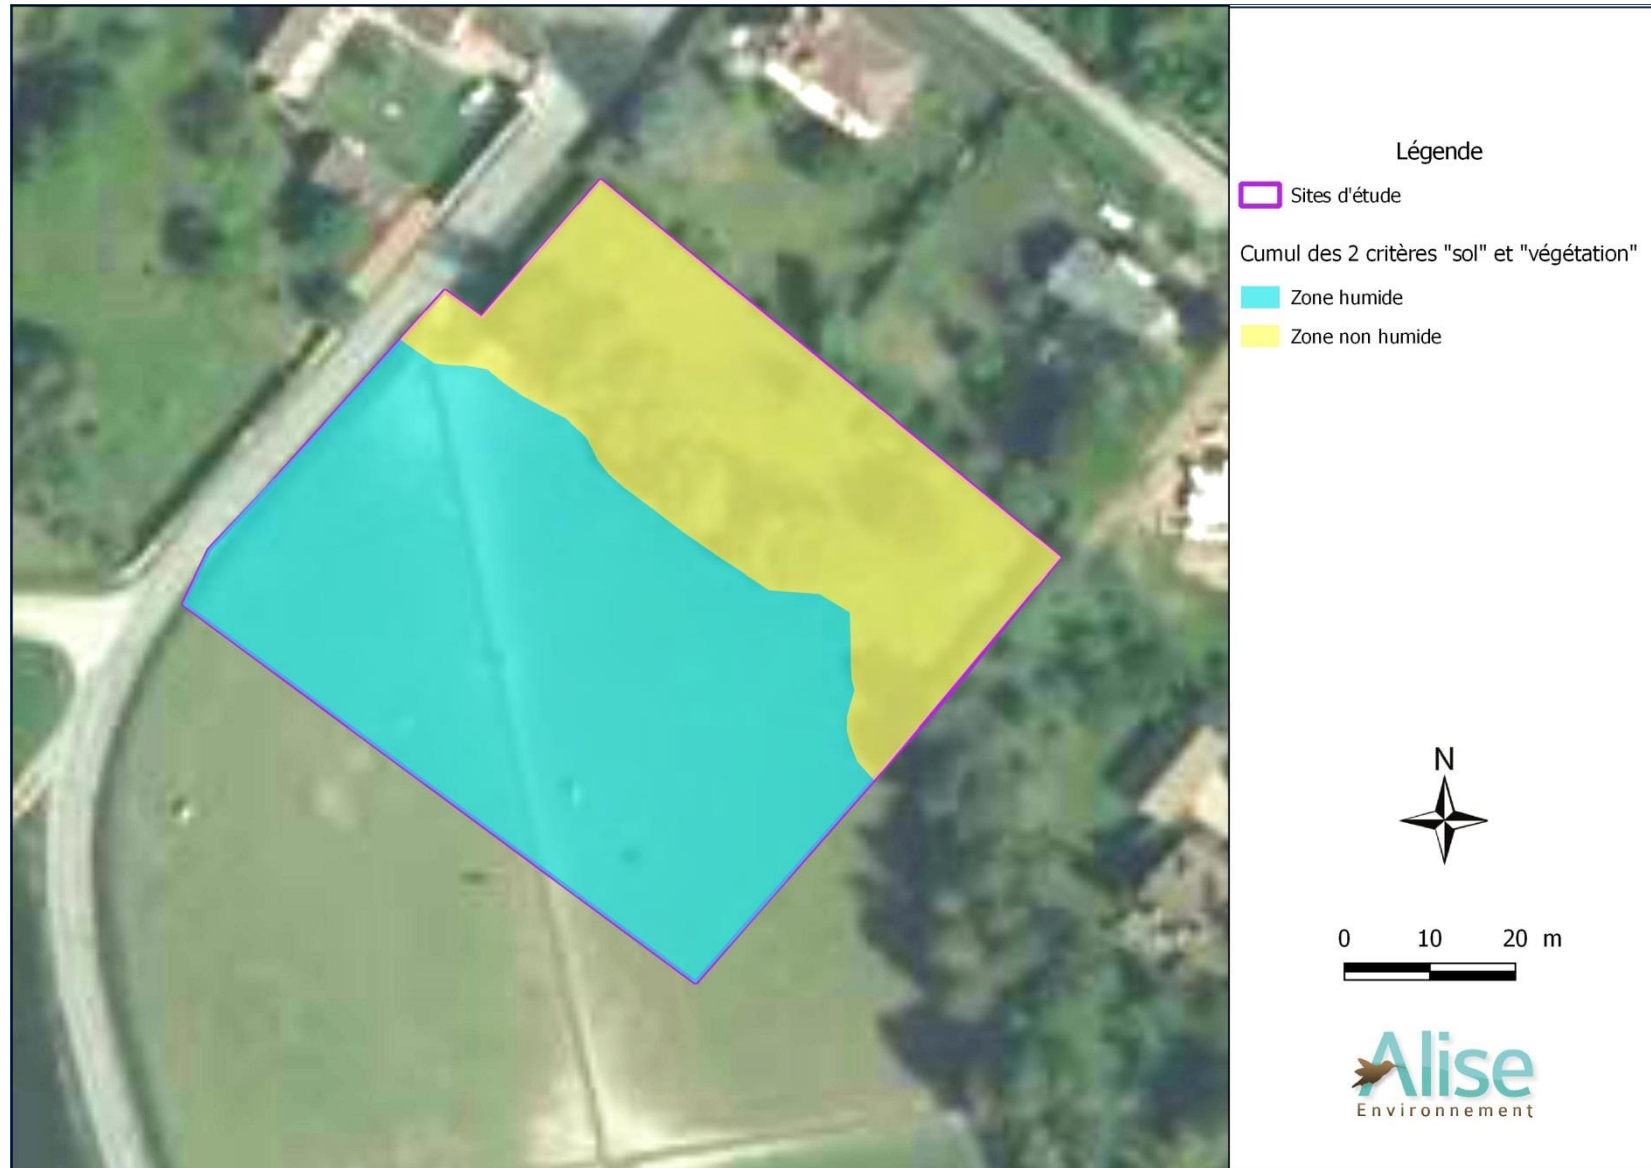 Légende
Sites d'étude
Cumul des 2 critères "sol" et "végétation"
Zone humide
Zone non humide
N
0 10 20 m
Alise
Environnement